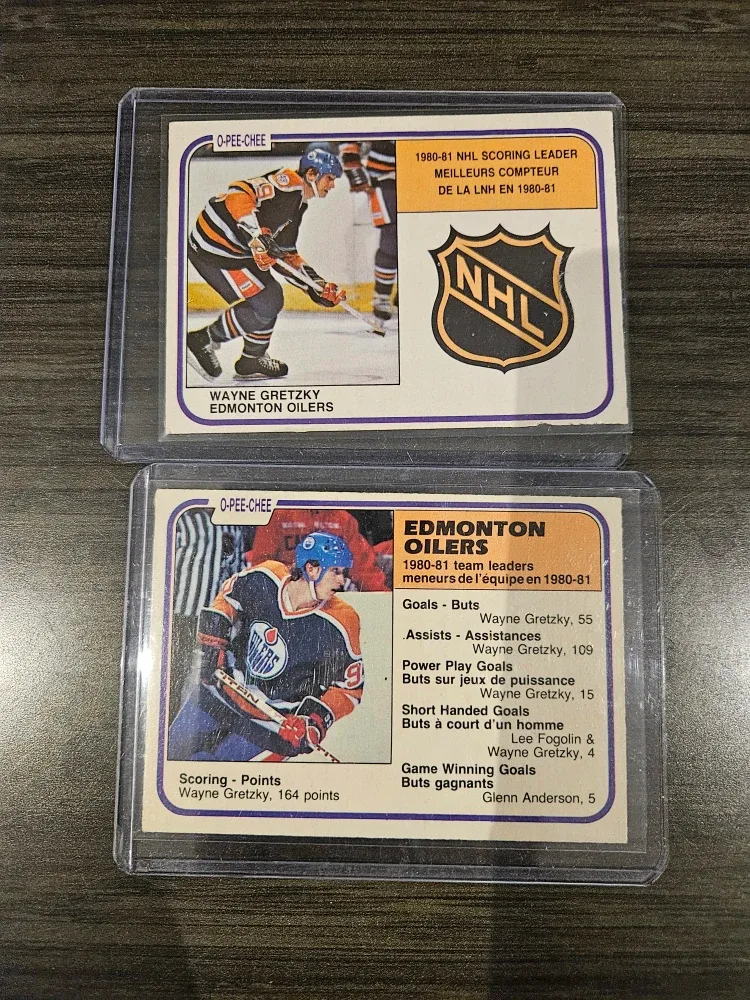 O-PEE-CHEE
1980-81 NHL SCORING LEADER
MEILLEURS COMPTEUR
DE LA LNH EN 1980-81
99
NHL
WAYNE GRETZKY
EDMONTON OILERS
O-PEE-CHEE
EDMONTON
OILERS
1980-81 team leaders
meneurs de l'équipe en 1980-81
OILERS
TITAN
Goals - Buts
Wayne Gretzky, 55
Assists - Assistances
Wayne Gretzky, 109
Power Play Goals
Buts sur jeux de puissance
Wayne Gretzky, 15
Short Handed Goals
Buts à court d'un homme
Lee Fogolin &
Wayne Gretzky, 4
Game Winning Goals
Buts gagnants
Glenn Anderson, 5
Scoring - Points
Wayne Gretzky, 164 points